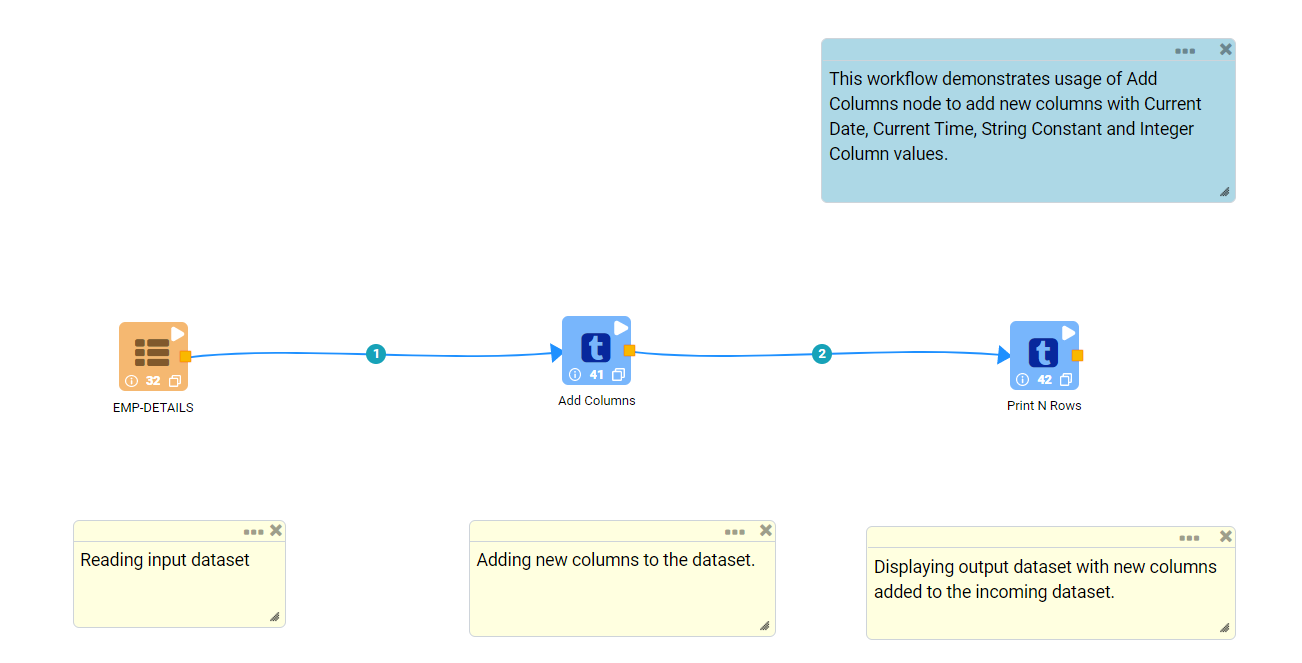 This workflow demonstrates usage of Add
Columns node to add new columns with Current
Date, Current Time, String Constant and Integer
Column values.
1
2
t
t
32
41
42
EMP-DETAILS
Add Columns
Print N Rows
Reading input dataset
Adding new columns to the dataset.
Displaying output dataset with new columns
added to the incoming dataset.